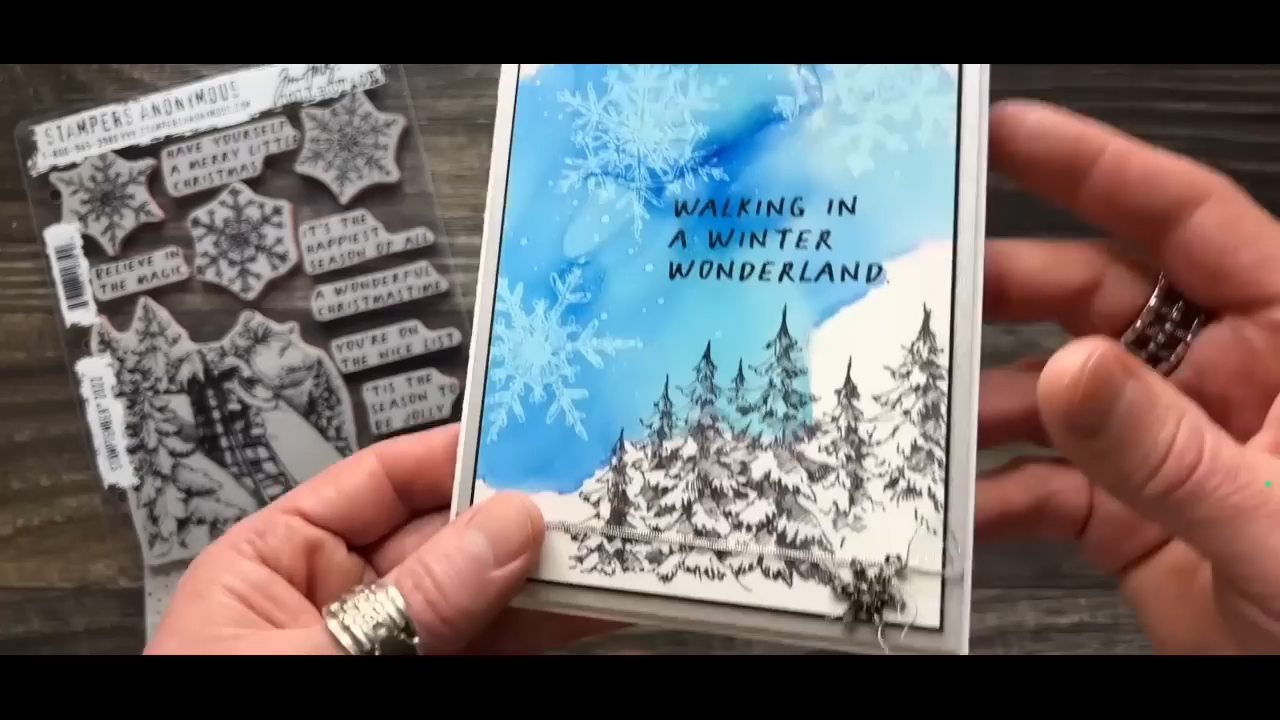 STAMPERS ANONYMOUS
HAVE YOURSELF
A MERRY LITTLE
CHRISTMAS
BELIEVE IN
THE MAGIC
IT'S THE
HAPPIEST
SEASON OF ALL
A WONDERFUL
CHRISTMASTIME
YOU'RE ON
THE NICE LIST
'TIS THE
SEASON TO
BE JOLLY
WALKING IN
A WINTER
WONDERLAND